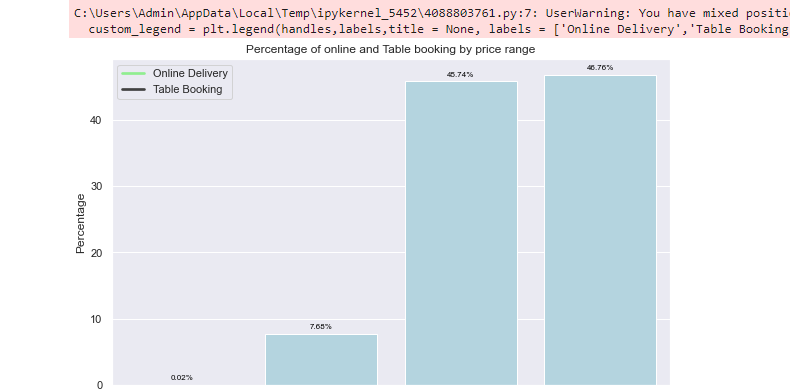 C:\Users\Admin\AppData\Local\Temp\ipykernel_5452\4088803761.py:7: UserWarning: You have mixed positi
custom_legend = plt.legend(handles,labels,title = None, labels = ['Online Delivery','Table Booking
Percentage of online and Table booking by price range
Online Delivery
Table Booking
45.74%
46.76%
40
30
Percentage
20
10
7.65%
0.02%
0